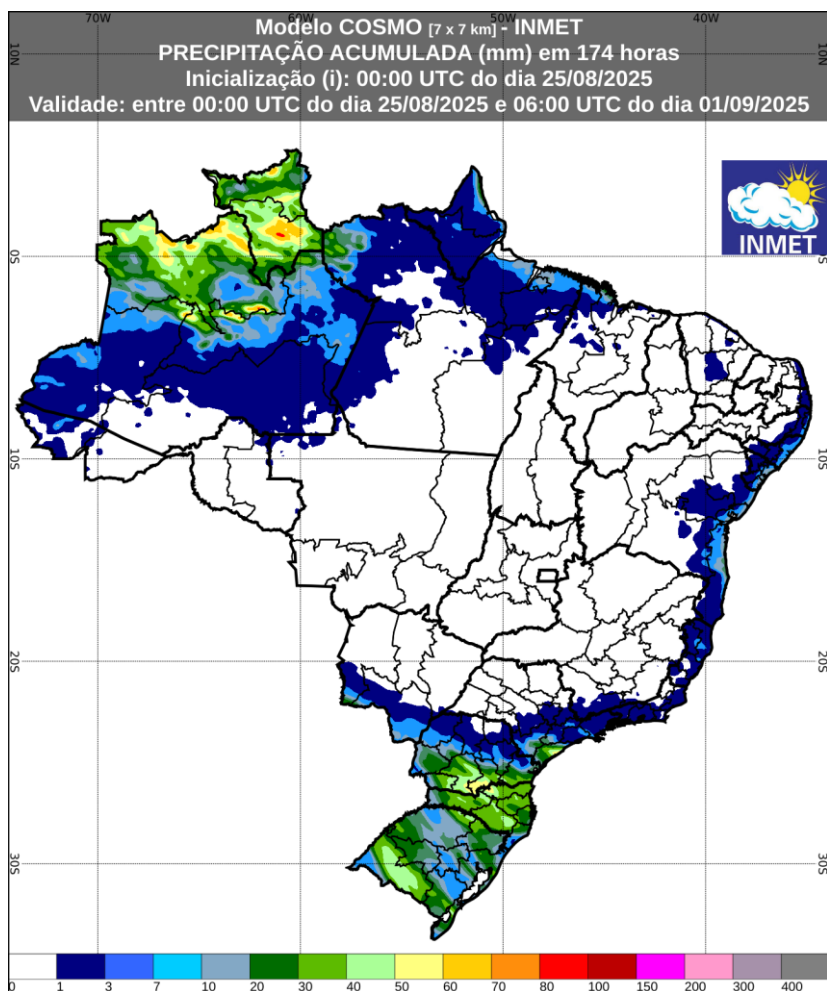 70W 60W 50W 40W
Modelo COSMO [7 x 7 km] - INMET
PRECIPITAÇÃO ACUMULADA (mm) em 174 horas
Inicialização (i): 00:00 UTC do dia 25/08/2025
Validade: entre 00:00 UTC do dia 25/08/2025 e 06:00 UTC do dia 01/09/2025
10N 10N
INMET
0S 0S
10S 10S
20S 20S
30S 30S
0 1 3 7 10 20 30 40 50 60 70 80 100 150 200 300 400